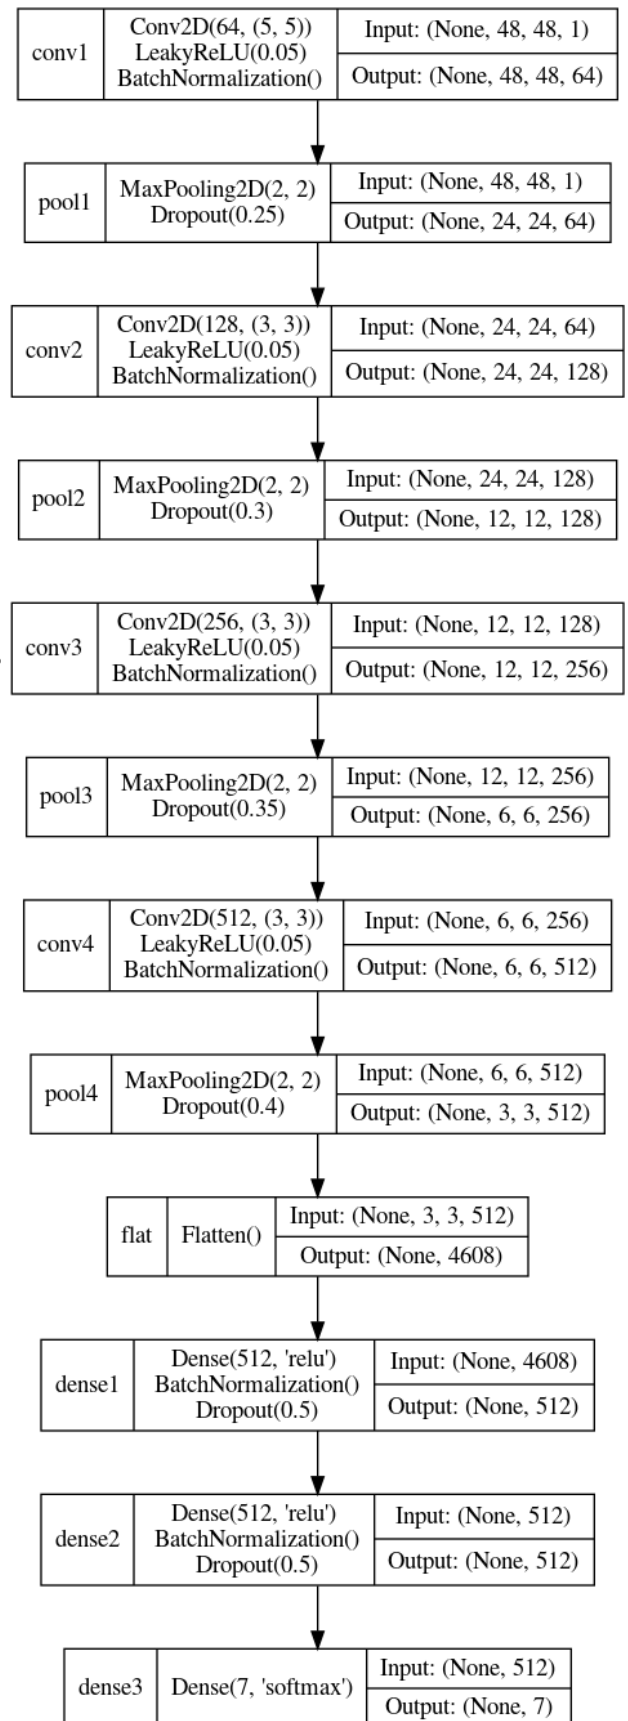 conv1
Conv2D(64, (5, 5))
LeakyReLU(0.05)
BatchNormalization()
Input: (None, 48, 48, 1)
Output: (None, 48, 48, 64)
pool1
MaxPooling2D(2, 2)
Dropout(0.25)
Input: (None, 48, 48, 1)
Output: (None, 24, 24, 64)
conv2
Conv2D(128, (3, 3))
LeakyReLU(0.05)
BatchNormalization()
Input: (None, 24, 24, 64)
Output: (None, 24, 24, 128)
pool2
MaxPooling2D(2, 2)
Dropout(0.3)
Input: (None, 24, 24, 128)
Output: (None, 12, 12, 128)
conv3
Conv2D(256, (3, 3))
LeakyReLU(0.05)
BatchNormalization()
Input: (None, 12, 12, 128)
Output: (None, 12, 12, 256)
pool3
MaxPooling2D(2, 2)
Dropout(0.35)
Input: (None, 12, 12, 256)
Output: (None, 6, 6, 256)
conv4
Conv2D(512, (3, 3))
LeakyReLU(0.05)
BatchNormalization()
Input: (None, 6, 6, 256)
Output: (None, 6, 6, 512)
pool4
MaxPooling2D(2, 2)
Dropout(0.4)
Input: (None, 6, 6, 512)
Output: (None, 3, 3, 512)
flat
Flatten()
Input: (None, 3, 3, 512)
Output: (None, 4608)
dense1
Dense(512, 'relu')
BatchNormalization()
Dropout(0.5)
Input: (None, 4608)
Output: (None, 512)
dense2
Dense(512, 'relu')
BatchNormalization()
Dropout(0.5)
Input: (None, 512)
Output: (None, 512)
dense3
Dense(7, 'softmax')
Input: (None, 512)
Output: (None, 7)